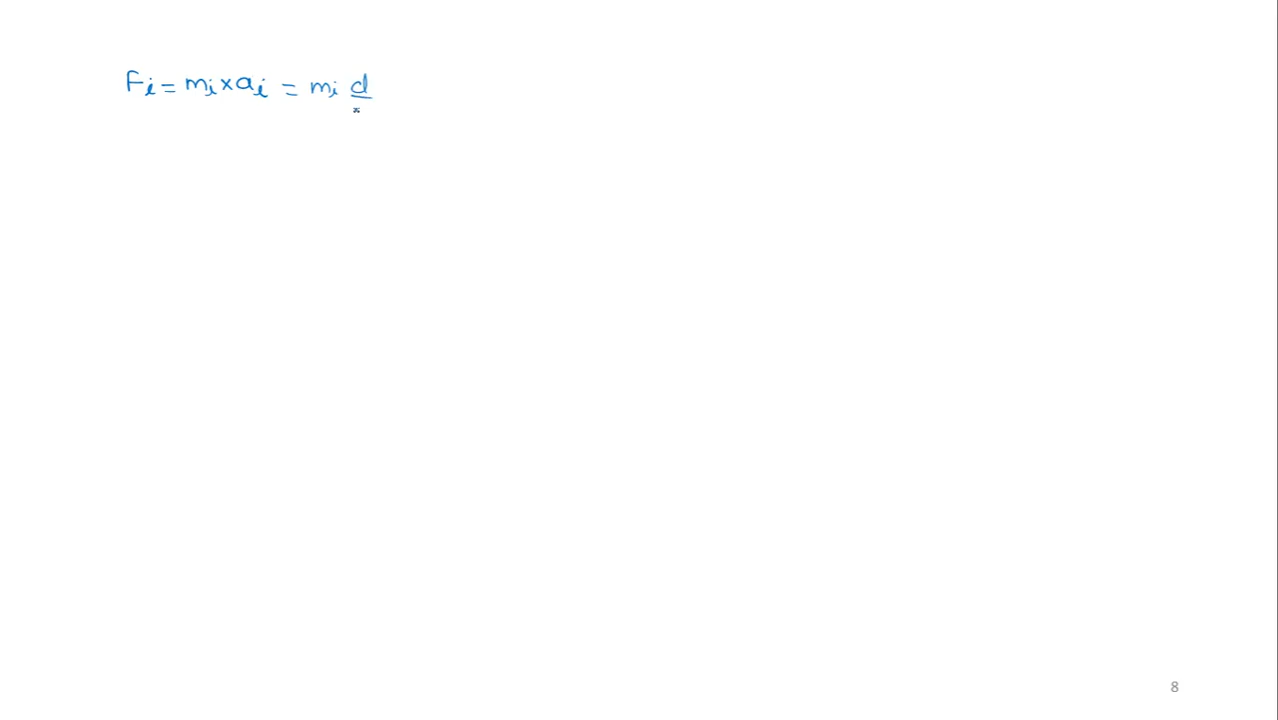 Fi = mi × ai = mi d
8